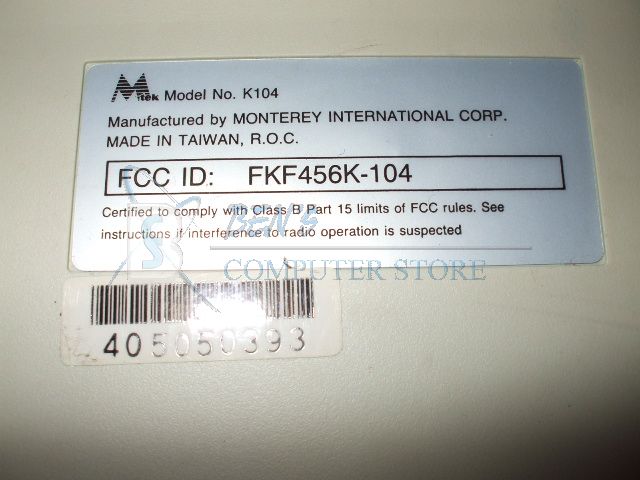 Mtek Model No. K104
Manufactured by MONTEREY INTERNATIONAL CORP.
MADE IN TAIWAN, R.O.C.
FCC ID: FKF456K-104
Certified to comply with Class B Part 15 limits of FCC rules. See
instructions if interference to radio operation is suspected
BEN'S
COMPUTER STORE
405050393